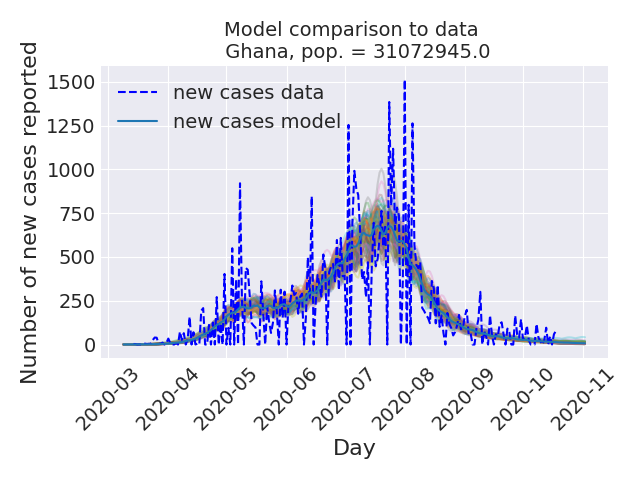 Model comparison to data
Ghana, pop. = 31072945.0
Number of new cases reported
1500
1250
1000
750
500
250
0
new cases data
new cases model
2020-03
2020-04
2020-05
2020-06
2020-07
2020-08
2020-09
2020-10
2020-11
Day